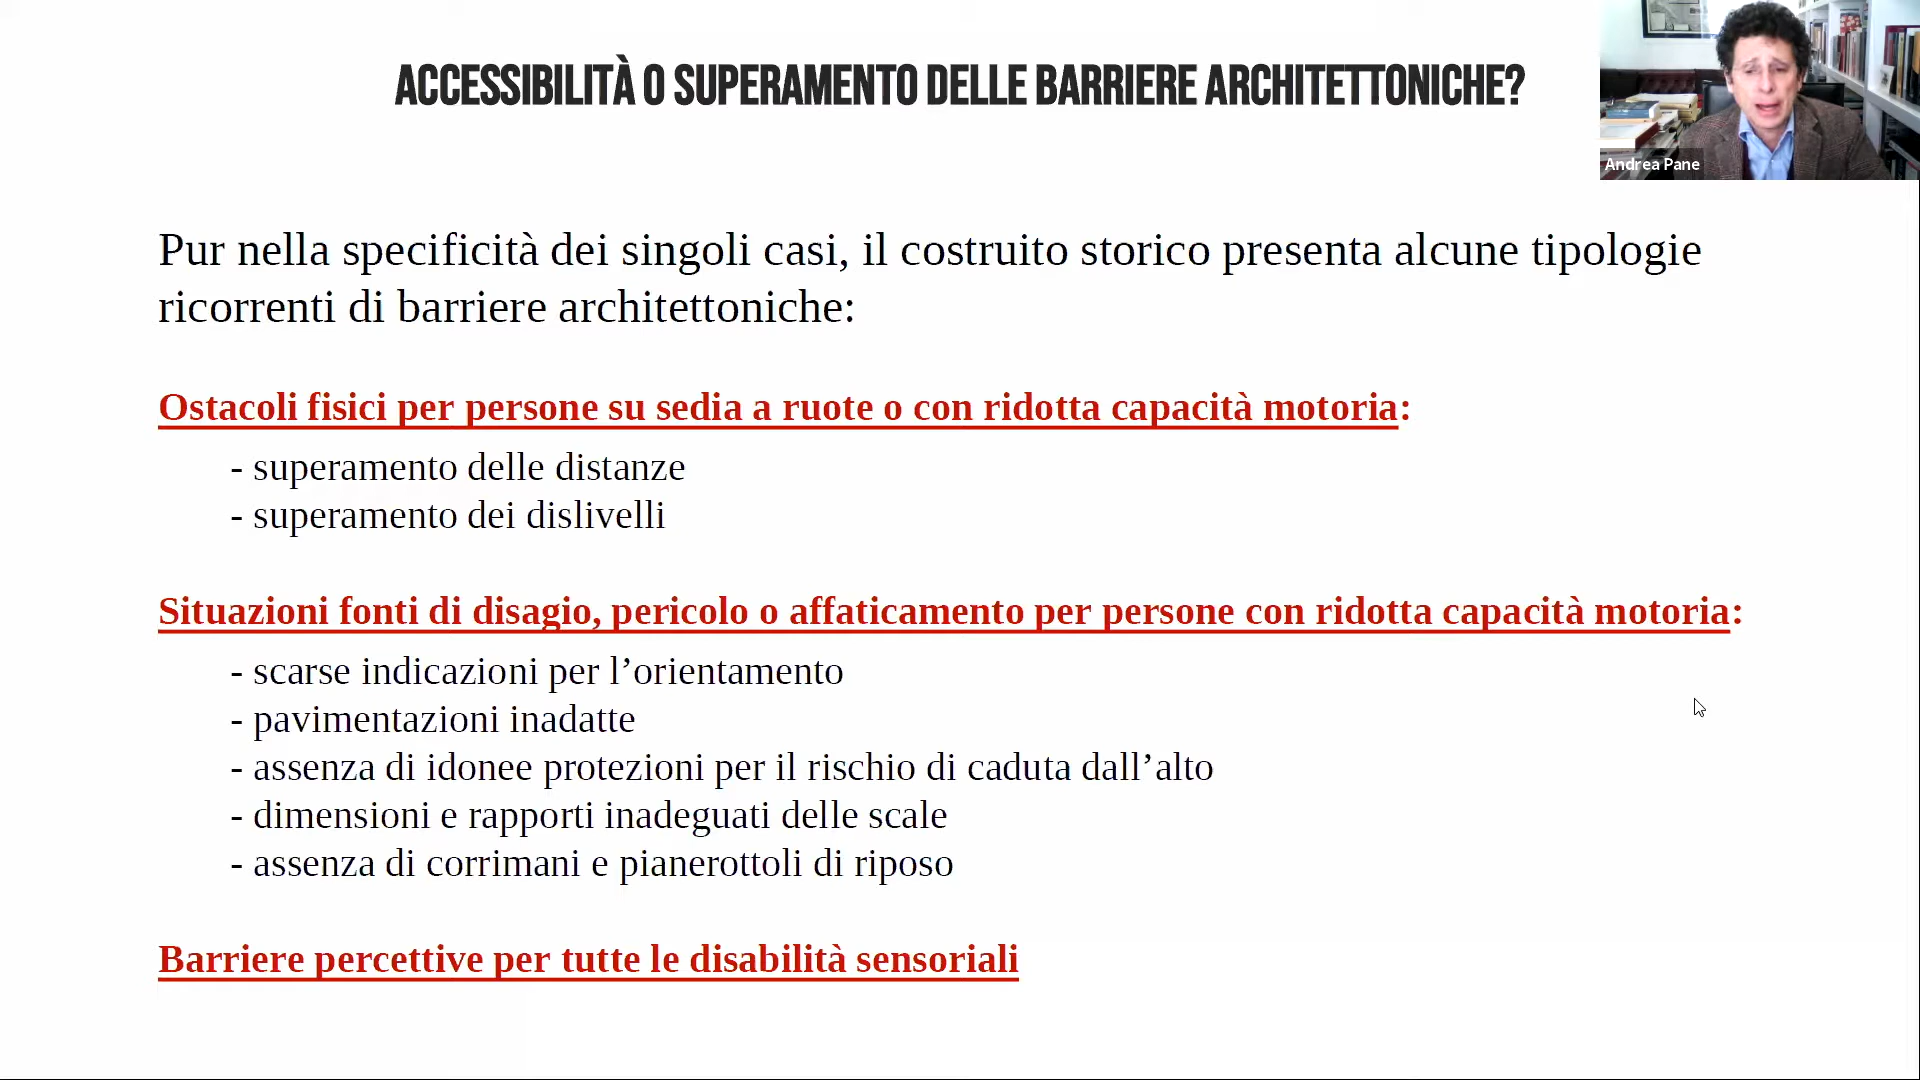 ACCESSIBILITÀ O SUPERAMENTO DELLE BARRIERE ARCHITETTONICHE?
Andrea Pane
Pur nella specificità dei singoli casi, il costruito storico presenta alcune tipologie
ricorrenti di barriere architettoniche:
Ostacoli fisici per persone su sedia a ruote o con ridotta capacità motoria:
- superamento delle distanze
- superamento dei dislivelli
Situazioni fonti di disagio, pericolo o affaticamento per persone con ridotta capacità motoria:
- scarse indicazioni per l’orientamento
- pavimentazioni inadatte
- assenza di idonee protezioni per il rischio di caduta dall’alto
- dimensioni e rapporti inadeguati delle scale
- assenza di corrimani e pianerottoli di riposo
Barriere percettive per tutte le disabilità sensoriali